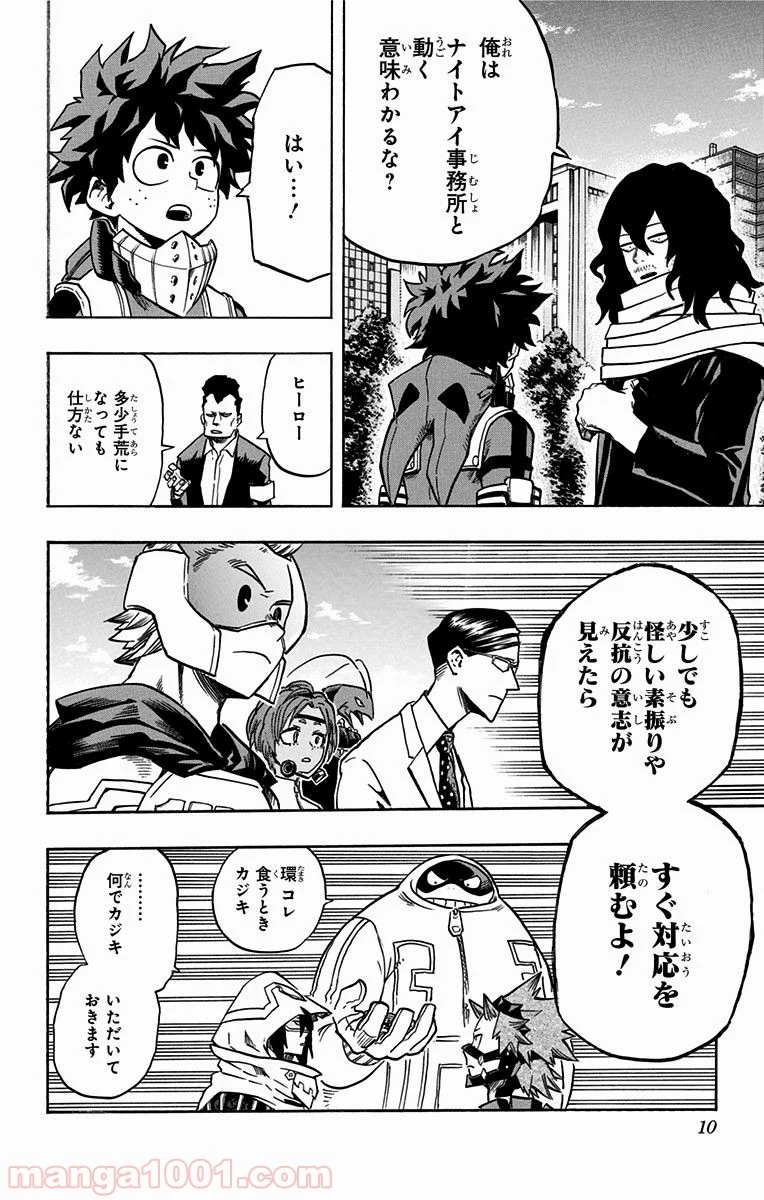 俺は
ナイトアイ事務所と
動く
意味わかるな?
はい…!
ヒーロー
多少手荒に
なっても
仕方ない
少しでも
怪しい素振りや
反抗の意志が
見えたら
すぐ対応を
頼むよ!
環コレ
食うとき
カジキ
………
何でカジキ
いただいて
おきます
10
manga1001.com